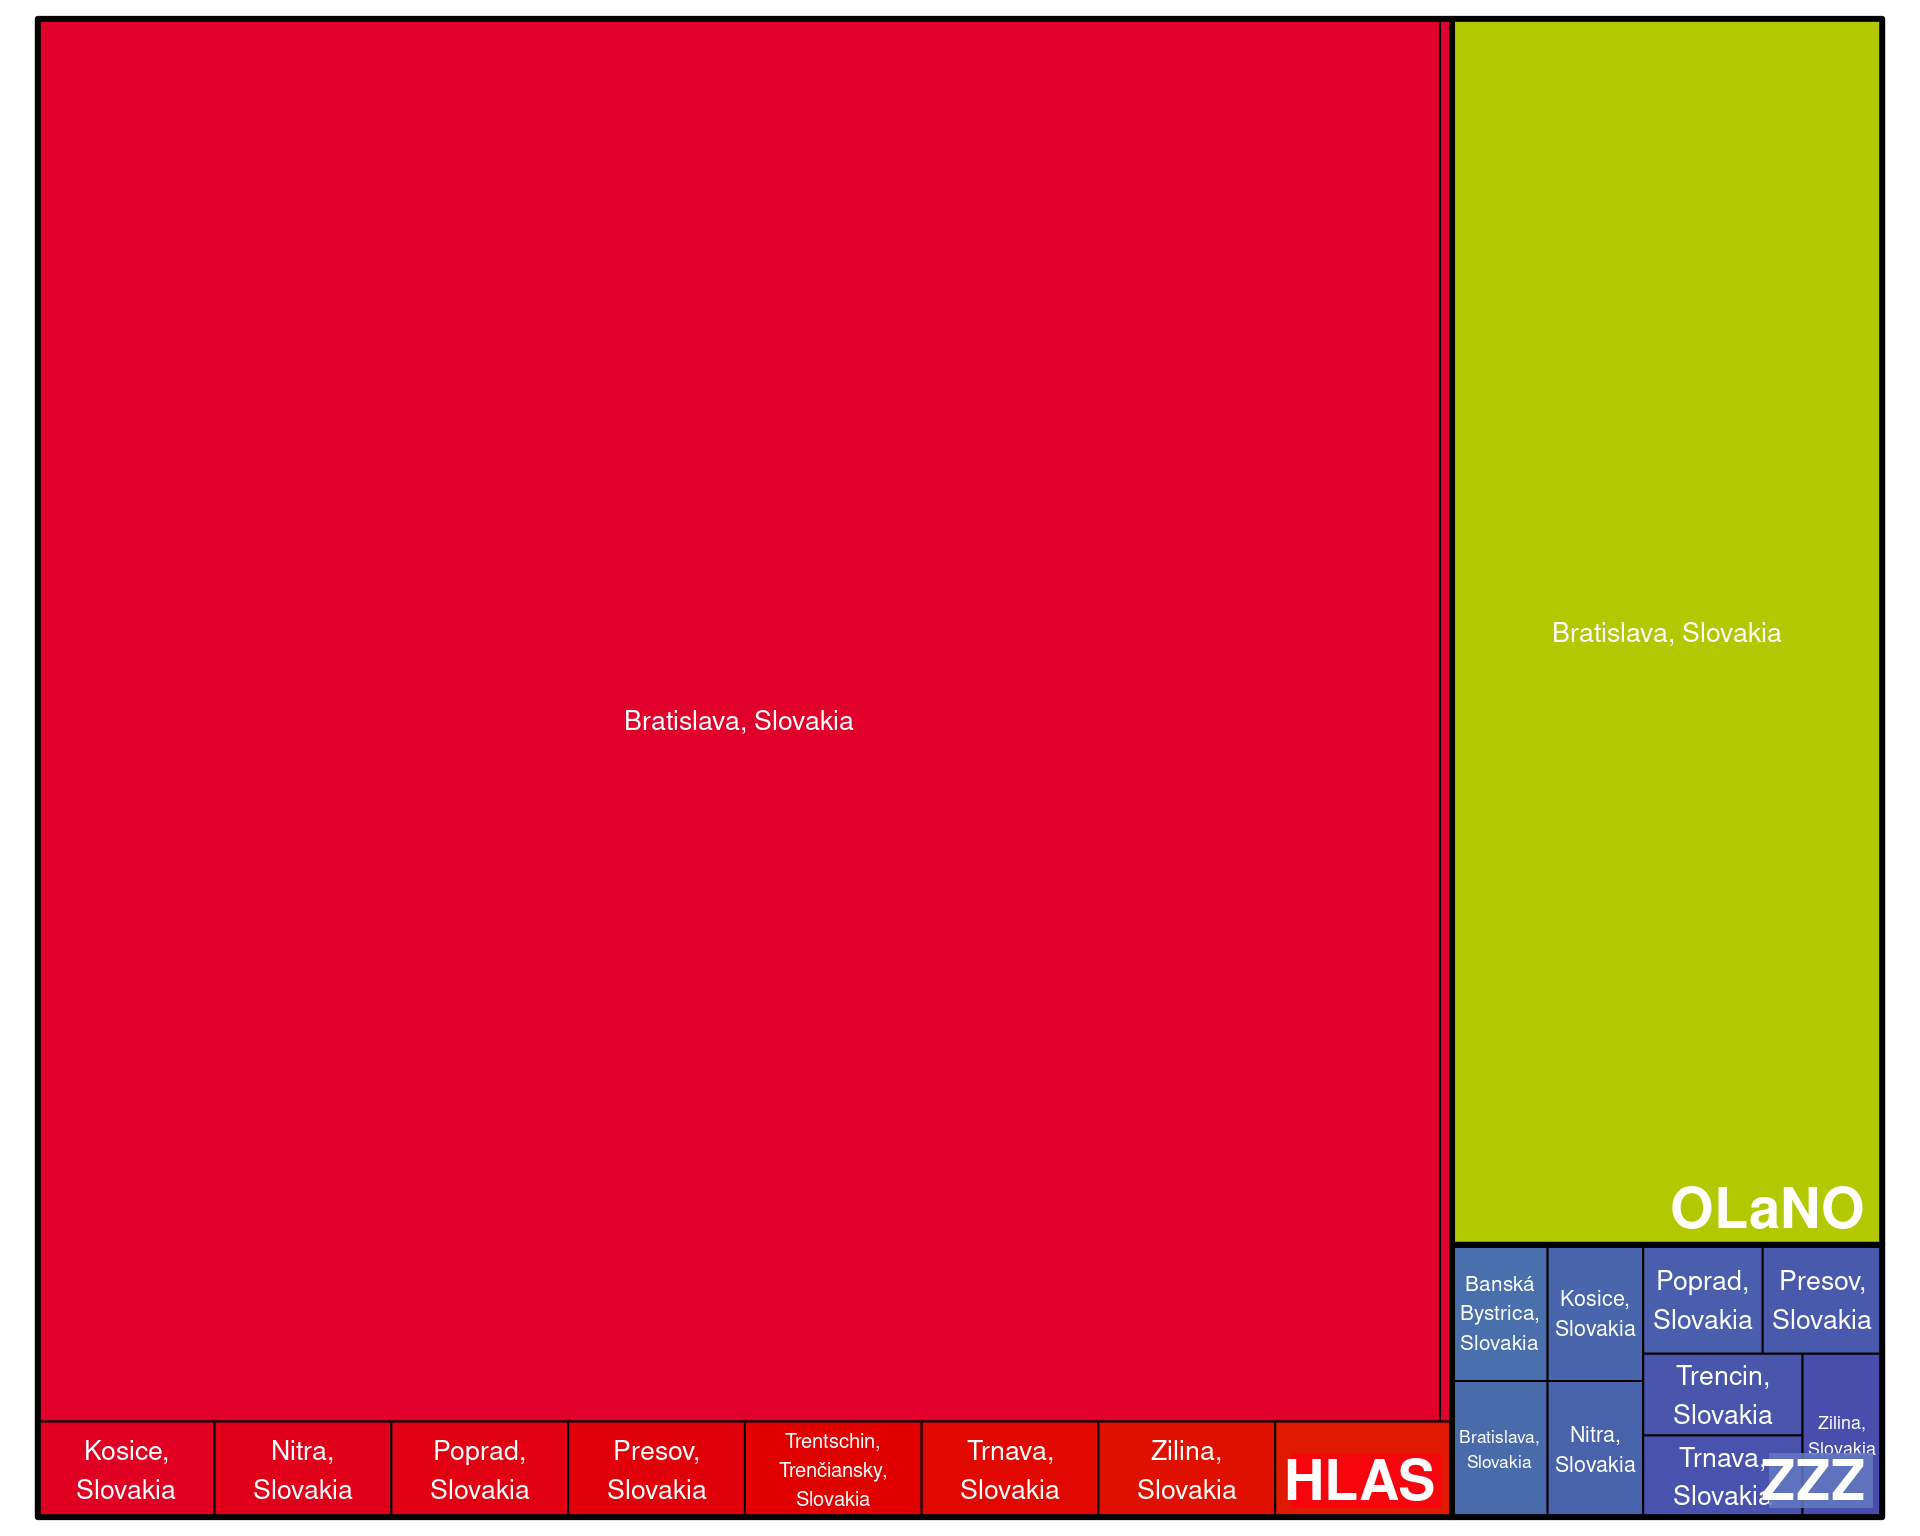 Bratislava, Slovakia
Kosice,
Slovakia
Nitra,
Slovakia
Poprad,
Slovakia
Presov,
Slovakia
Trentschin,
Trenčiansky,
Slovakia
Trnava,
Slovakia
Zilina,
Slovakia
HLAS
Bratislava, Slovakia
OLaNO
Banská
Bystrica,
Slovakia
Kosice,
Slovakia
Poprad,
Slovakia
Presov,
Slovakia
Bratislava,
Slovakia
Nitra,
Slovakia
Trencin,
Slovakia
Trnava,
Slovakia
Zilina,
Slovakia
ZZZ